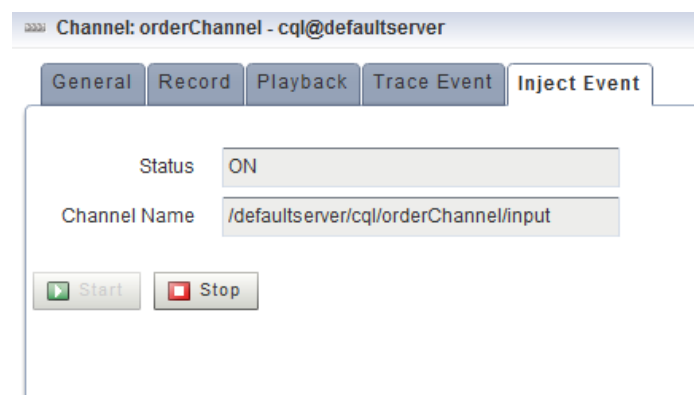 Channel: orderChannel - cql@defaultserver
General Record Playback Trace Event Inject Event
Status ON
Channel Name /defaultserver/cql/orderChannel/input
Start Stop